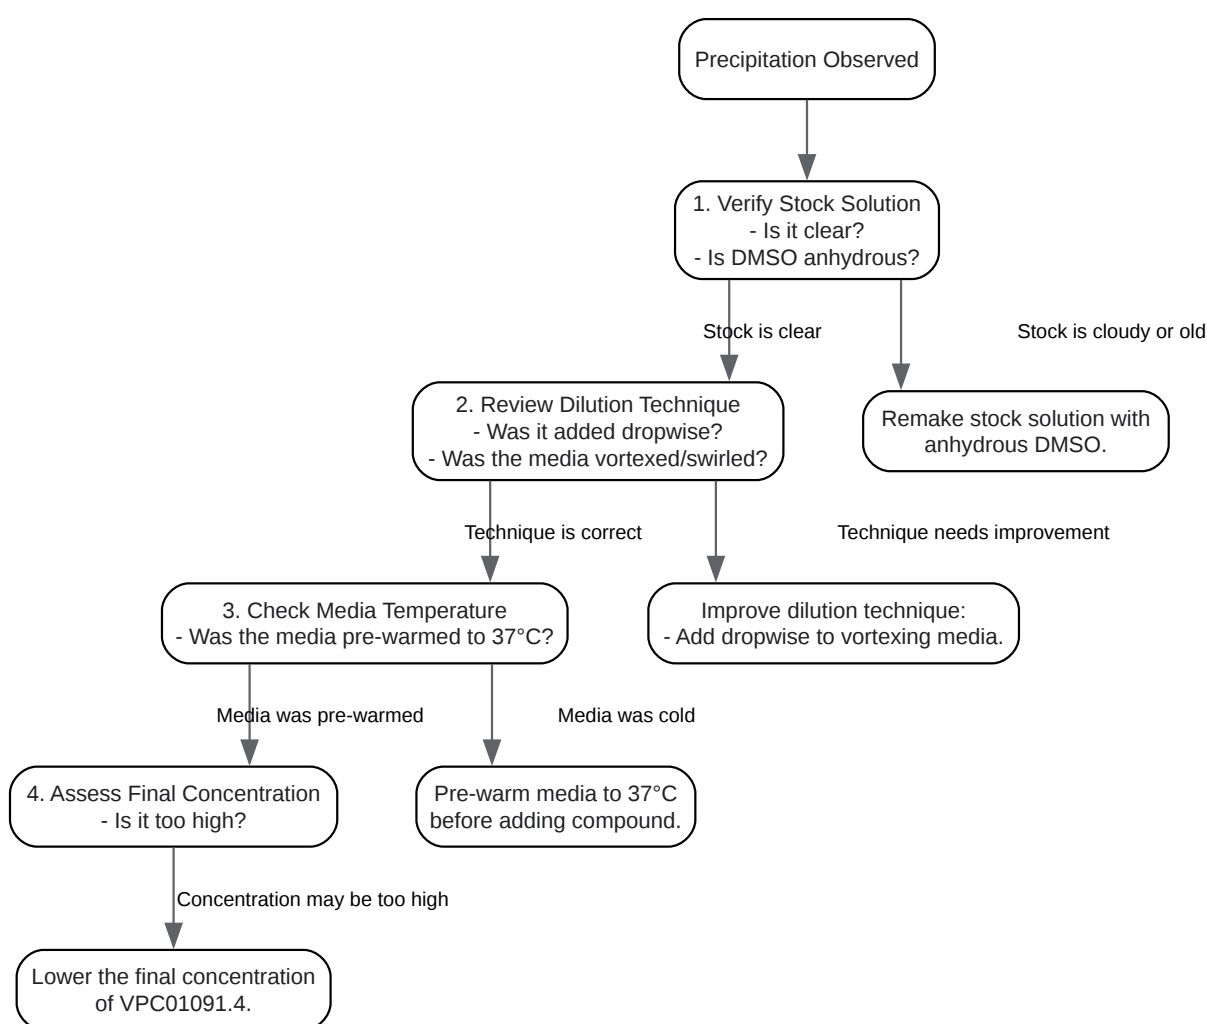 Precipitation Observed
1. Verify Stock Solution
- Is it clear?
- Is DMSO anhydrous?
Stock is clear
Stock is cloudy or old
2. Review Dilution Technique
- Was it added dropwise?
- Was the media vortexed/swirled?
Remake stock solution with
anhydrous DMSO.
Technique is correct
Technique needs improvement
3. Check Media Temperature
- Was the media pre-warmed to 37°C?
Improve dilution technique:
- Add dropwise to vortexing media.
Media was pre-warmed
Media was cold
4. Assess Final Concentration
- Is it too high?
Pre-warm media to 37°C
before adding compound.
Concentration may be too high
Lower the final concentration
of VPC01091.4.